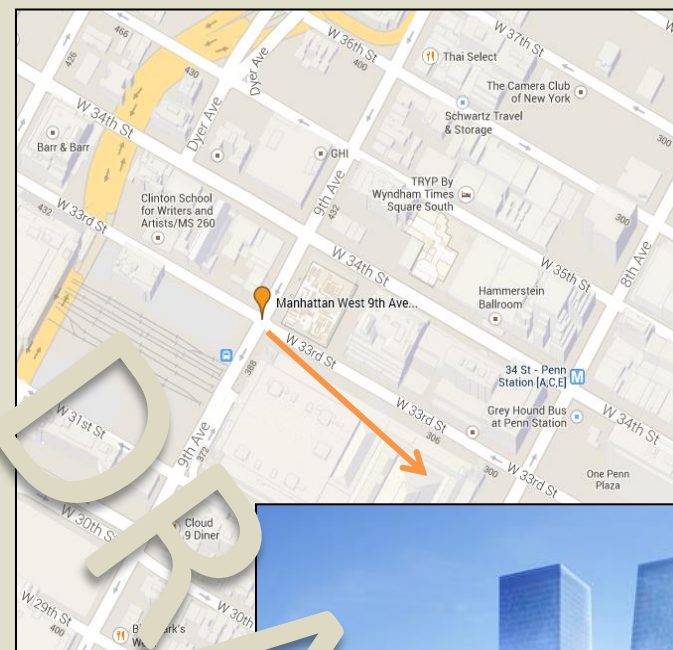 W 37th St
W 36th St
466
400
430
426
Dyer Ave
Thai Select
The Camera Club
of New York
Schwartz Travel
& Storage
300
W 34th St
Dyer Ave
Barr & Barr
GHI
9th Ave
432
TRYP By
Wyndham Times
Square South
Clinton School
for Writers and
Artists/MS 260
432
W 33rd St
300
8th Ave
W 34th St
W 35th St
Hammerstein
Ballroom
Manhattan West 9th Ave...
W 33rd St
388
34 St - Penn
Station [A,C,E]
M
W 33rd St
306
Grey Hound Bus
at Penn Station
W 34th St
W 31st St
9th Ave
372
300
W 33rd St
One Penn
Plaza
W 30th St
Cloud
9 Diner
W 29th St
400
W 30th
DR